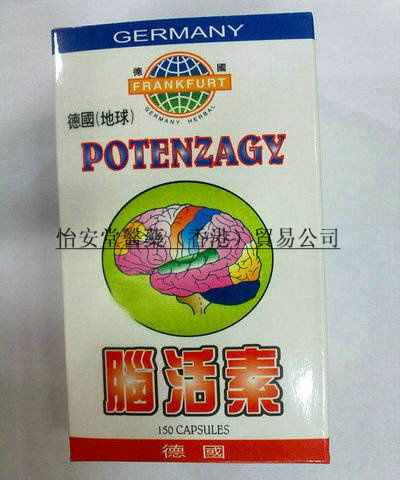 GERMANY
德 國
FRANKFURT
GERMANY HERBAL
德國(地球)
POTENZAGY
怡安堂醫藥（香港）貿易公司
腦活素
150 CAPSULES
德 國